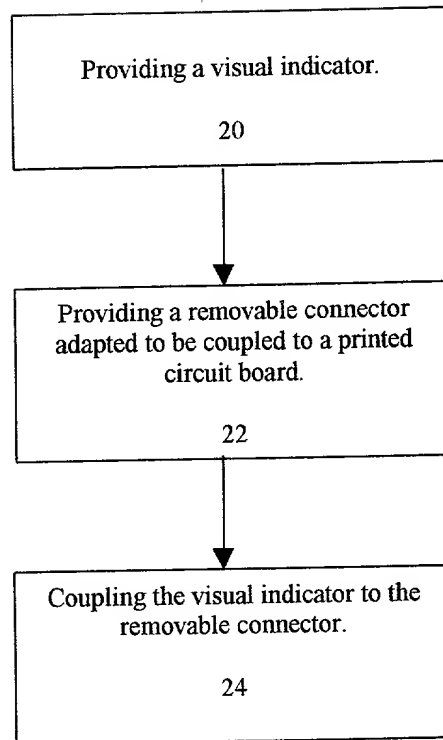 Providing a visual indicator.
20
Providing a removable connector
adapted to be coupled to a printed
circuit board.
22
Coupling the visual indicator to the
removable connector.
24